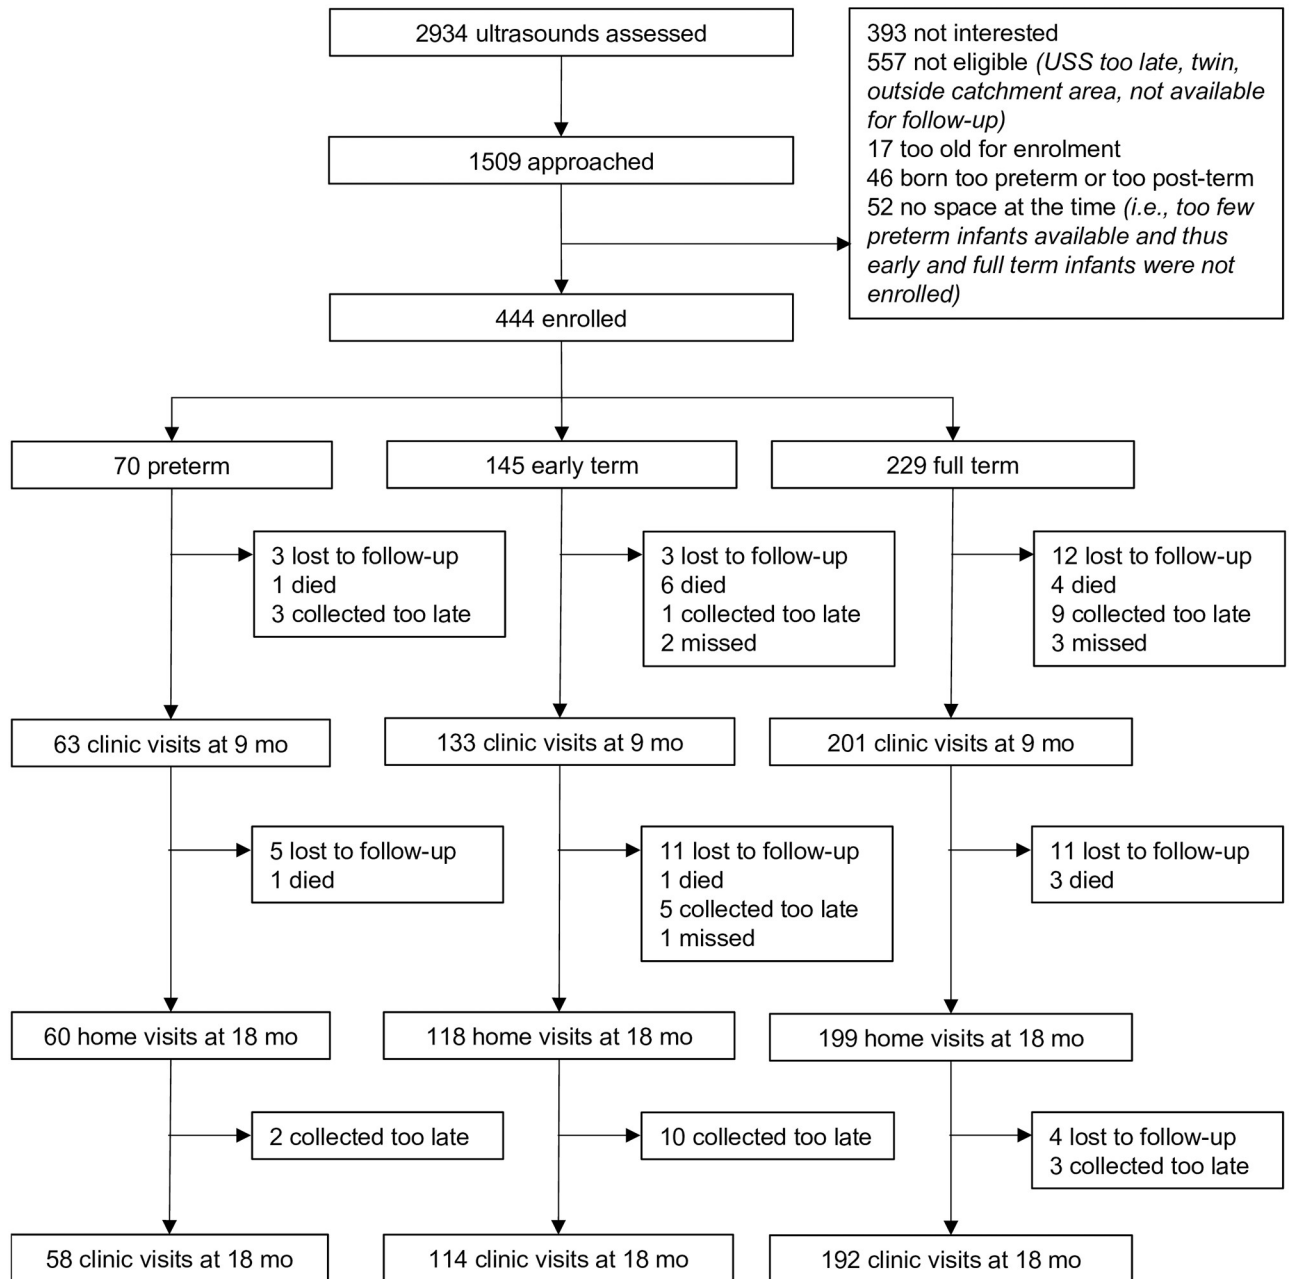 2934 ultrasounds assessed
393 not interested
557 not eligible (USS too late, twin,
outside catchment area, not available
for follow-up)
17 too old for enrolment
46 born too preterm or too post-term
52 no space at the time (i.e., too few
preterm infants available and thus
early and full term infants were not
enrolled)
1509 approached
444 enrolled
70 preterm
145 early term
229 full term
3 lost to follow-up
1 died
3 collected too late
3 lost to follow-up
6 died
1 collected too late
2 missed
12 lost to follow-up
4 died
9 collected too late
3 missed
63 clinic visits at 9 mo
133 clinic visits at 9 mo
201 clinic visits at 9 mo
5 lost to follow-up
1 died
11 lost to follow-up
1 died
5 collected too late
1 missed
11 lost to follow-up
3 died
60 home visits at 18 mo
118 home visits at 18 mo
199 home visits at 18 mo
2 collected too late
10 collected too late
4 lost to follow-up
3 collected too late
58 clinic visits at 18 mo
114 clinic visits at 18 mo
192 clinic visits at 18 mo